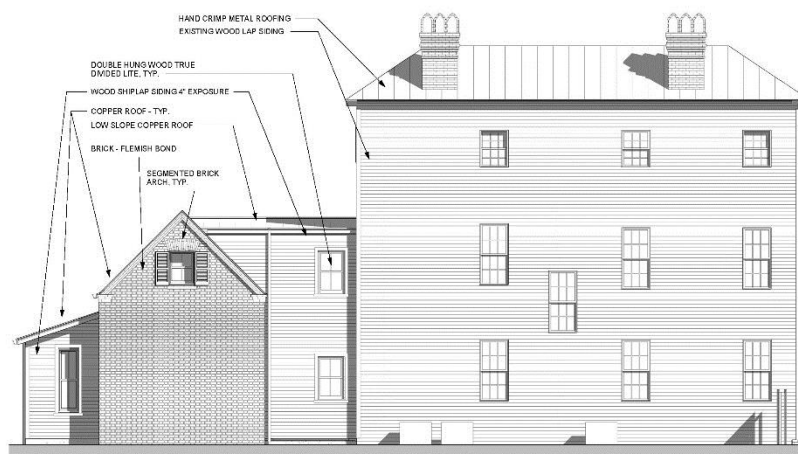 HAND CRIMP METAL ROOFING
EXISTING WOOD LAP SIDING
DOUBLE HUNG WOOD TRUE
DIVIDED LITE, TYP.
WOOD SHIPLAP SIDING 4" EXPOSURE
COPPER ROOF - TYP.
LOW SLOPE COPPER ROOF
BRICK - FLEMISH BOND
SEGMENTED BRICK
ARCH, TYP.